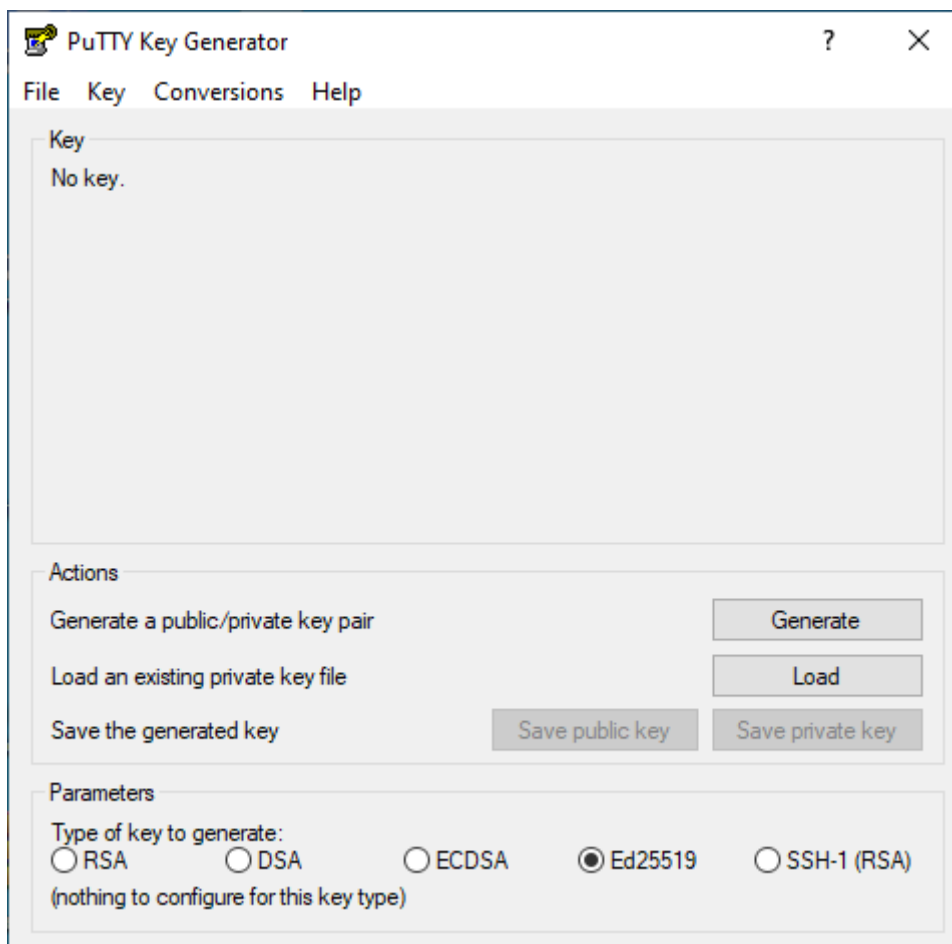 PuTTY Key Generator ?
File Key Conversions Help
Key
No key.
Actions
Generate a public/private key pair Generate
Load an existing private key file Load
Save the generated key Save public key Save private key
Parameters
Type of key to generate:
RSA DSA ECDSA Ed25519 SSH-1 (RSA)
(nothing to configure for this key type)